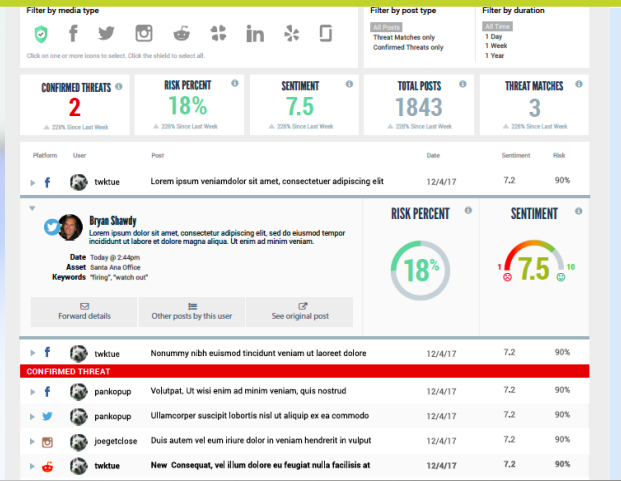 Filter by media type
Filter by post type
Filter by duration
All Posts
Threat Matches only
Confirmed Threats only
All Time
1 Day
1 Week
1 Year
Click on one or more Icons to select. Click the shield to select all.
CONFIRMED THREATS
2
228% Since Last Week
RISK PERCENT
18%
228% Since Last Week
SENTIMENT
7.5
228% Since Last Week
TOTAL POSTS
1843
228% Since Last Week
THREAT MATCHES
3
228% Since Last Week
Platform User Post Date Sentiment Risk
twktue Lorem ipsum veniamdolor sit amet, consectetuer adipiscing elit 12/4/17 7.2 90%
Bryan Shawdy
Lorem ipsum dolor sit amet, consectetur adipiscing elit, sed do eiusmod tempor
incididunt ut labore et dolore magna aliqua. Ut enim ad minim veniam.
Date Today @ 2:44pm
Asset Santa Ana Office
Keywords "firing", "watch out"
Forward details
Other posts by this user
See original post
RISK PERCENT
18%
SENTIMENT
1 7.5 10
twktue Nonummy nibh euismod tincidunt veniam ut laoreet dolore 12/4/17 7.2 90%
CONFIRMED THREAT
pankopup Volutpat. Ut wisi enim ad minim veniam, quis nostrud 12/4/17 7.2 90%
pankopup Ullamcorper suscipit lobortis nisl ut aliquip ex ea commodo 12/4/17 7.2 90%
joegetclose Duis autem vel eum iriure dolor in veniam hendrerit in vulput 12/4/17 7.2 90%
twktue New Consequat, vel illum dolore eu feugiat nulla facilisis at 12/4/17 7.2 90%